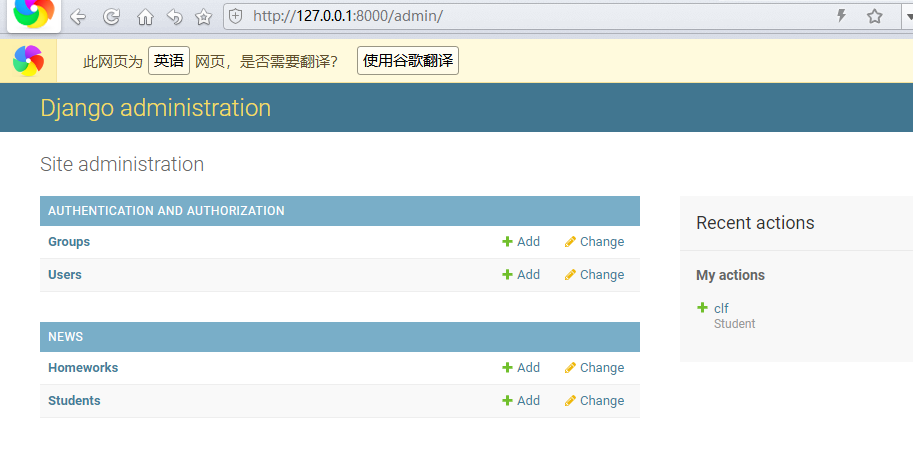 http://127.0.0.1:8000/admin/
此网页为 英语 网页，是否需要翻译？ 使用谷歌翻译
Django administration
Site administration
AUTHENTICATION AND AUTHORIZATION
Groups Add Change
Users Add Change
NEWS
Homeworks Add Change
Students Add Change
Recent actions
My actions
clf
Student